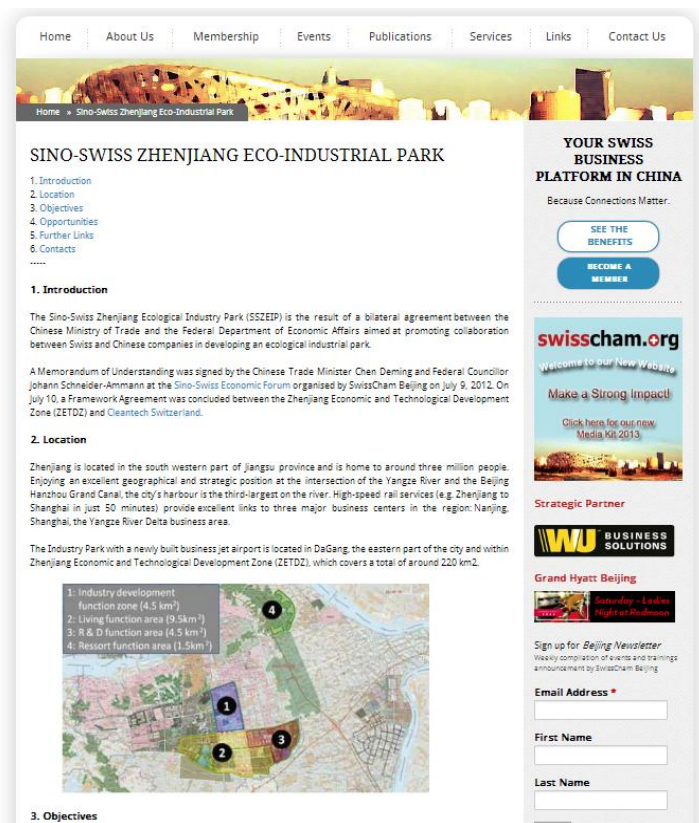 Home About Us Membership Events Publications Services Links Contact Us
Home » Sino-Swiss Zhenjiang Eco-Industrial Park
SINO-SWISS ZHENJIANG ECO-INDUSTRIAL PARK
1. Introduction
2. Location
3. Objectives
4. Opportunities
5. Further Links
6. Contacts
-----
1. Introduction
The Sino-Swiss Zhenjiang Ecological Industry Park (SSZEIP) is the result of a bilateral agreement between the
Chinese Ministry of Trade and the Federal Department of Economic Affairs aimed at promoting collaboration
between Swiss and Chinese companies in developing an ecological industrial park.
A Memorandum of Understanding was signed by the Chinese Trade Minister Chen Deming and Federal Councillor
Johann Schneider-Ammann at the Sino-Swiss Economic Forum organised by SwissCham Beijing on July 9, 2012. On
July 10, a Framework Agreement was concluded between the Zhenjiang Economic and Technological Development
Zone (ZETDZ) and Cleantech Switzerland.
2. Location
Zhenjiang is located in the south western part of Jiangsu province and is home to around three million people.
Enjoying an excellent geographical and strategic position at the intersection of the Yangze River and the Beijing
Hanzhou Grand Canal, the city's harbour is the third-largest on the river. High-speed rail services (e.g. Zhenjiang to
Shanghai in just 50 minutes) provide excellent links to three major business centers in the region: Nanjing,
Shanghai, the Yangze River Delta business area.
The Industry Park with a newly built business jet airport is located in DaGang, the eastern part of the city and within
Zhenjiang Economic and Technological Development Zone (ZETDZ), which covers a total of around 220 km2.
1: Industry development
function zone (4.5 km²)
2: Living function area (9.5km²)
3: R & D function area (4.5 km²)
4: Ressort function area (1.5km²)
4
1
2
3
3. Objectives
YOUR SWISS
BUSINESS
PLATFORM IN CHINA
Because Connections Matter.
SEE THE
BENEFITS
BECOME A
MEMBER
swisscham.org
Welcome to our New Website
Make a Strong Impact!
Click here for our new
Media Kit 2013
Strategic Partner
WU BUSINESS
SOLUTIONS
Grand Hyatt Beijing
Saturday - Ladies
Night at Redmoon
Sign up for Beijing Newsletter
Weekly compilation of events and trainings
announcement by SwissCham Beijing
Email Address *
First Name
Last Name